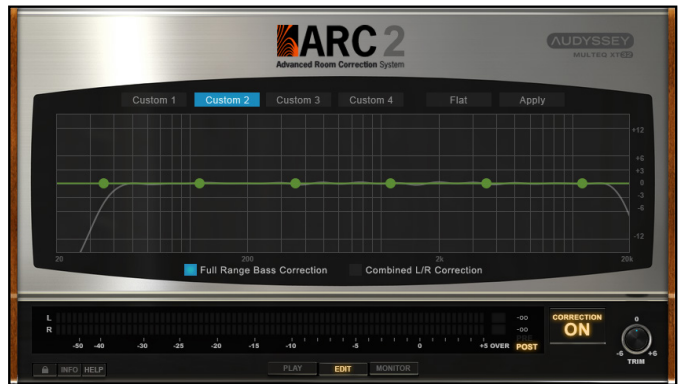 ARC 2
Advanced Room Correction System
AUDYSSEY
MULTEQ XT32
Custom 1 Custom 2 Custom 3 Custom 4 Flat Apply
+12
+6
+3
0
-3
-6
-12
20 200 2k 20k
Full Range Bass Correction Combined L/R Correction
L -oo
R -oo
PRE
-50 -40 -30 -25 -20 -15 -10 -5 0 +5 OVER POST
CORRECTION
ON
0
-6 +6
TRIM
INFO HELP PLAY EDIT MONITOR